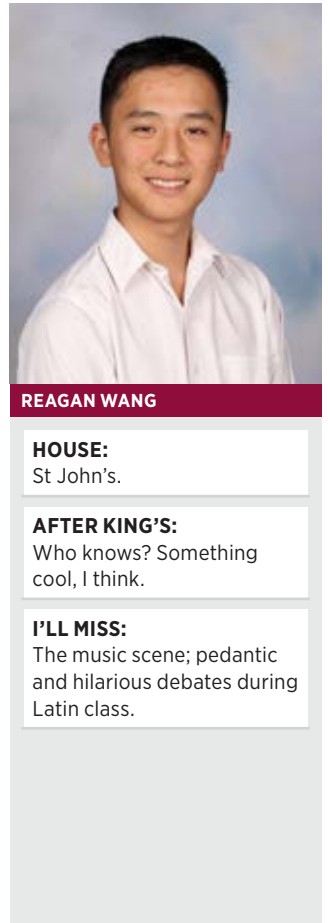 REAGAN WANG
HOUSE:
St John’s.
AFTER KING’S:
Who knows? Something
cool, I think.
I’LL MISS:
The music scene; pedantic
and hilarious debates during
Latin class.